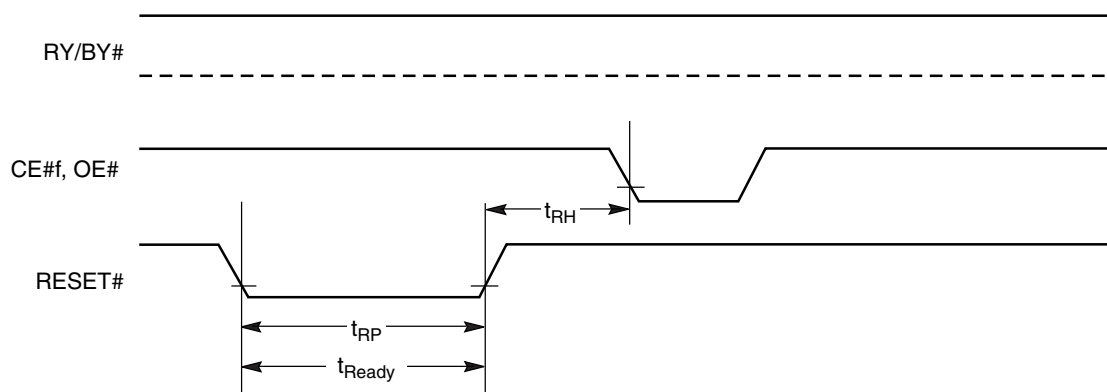 RY/BY#
CE#f, OE#
tRH
RESET#
tRP
tReady